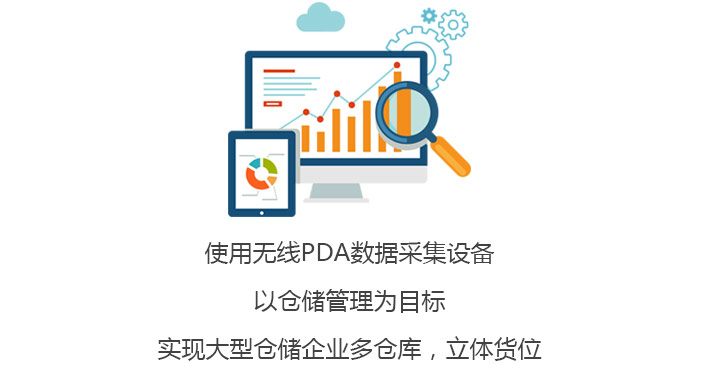 使用无线PDA数据采集设备
以仓储管理为目标
实现大型仓储企业多仓库，立体货位